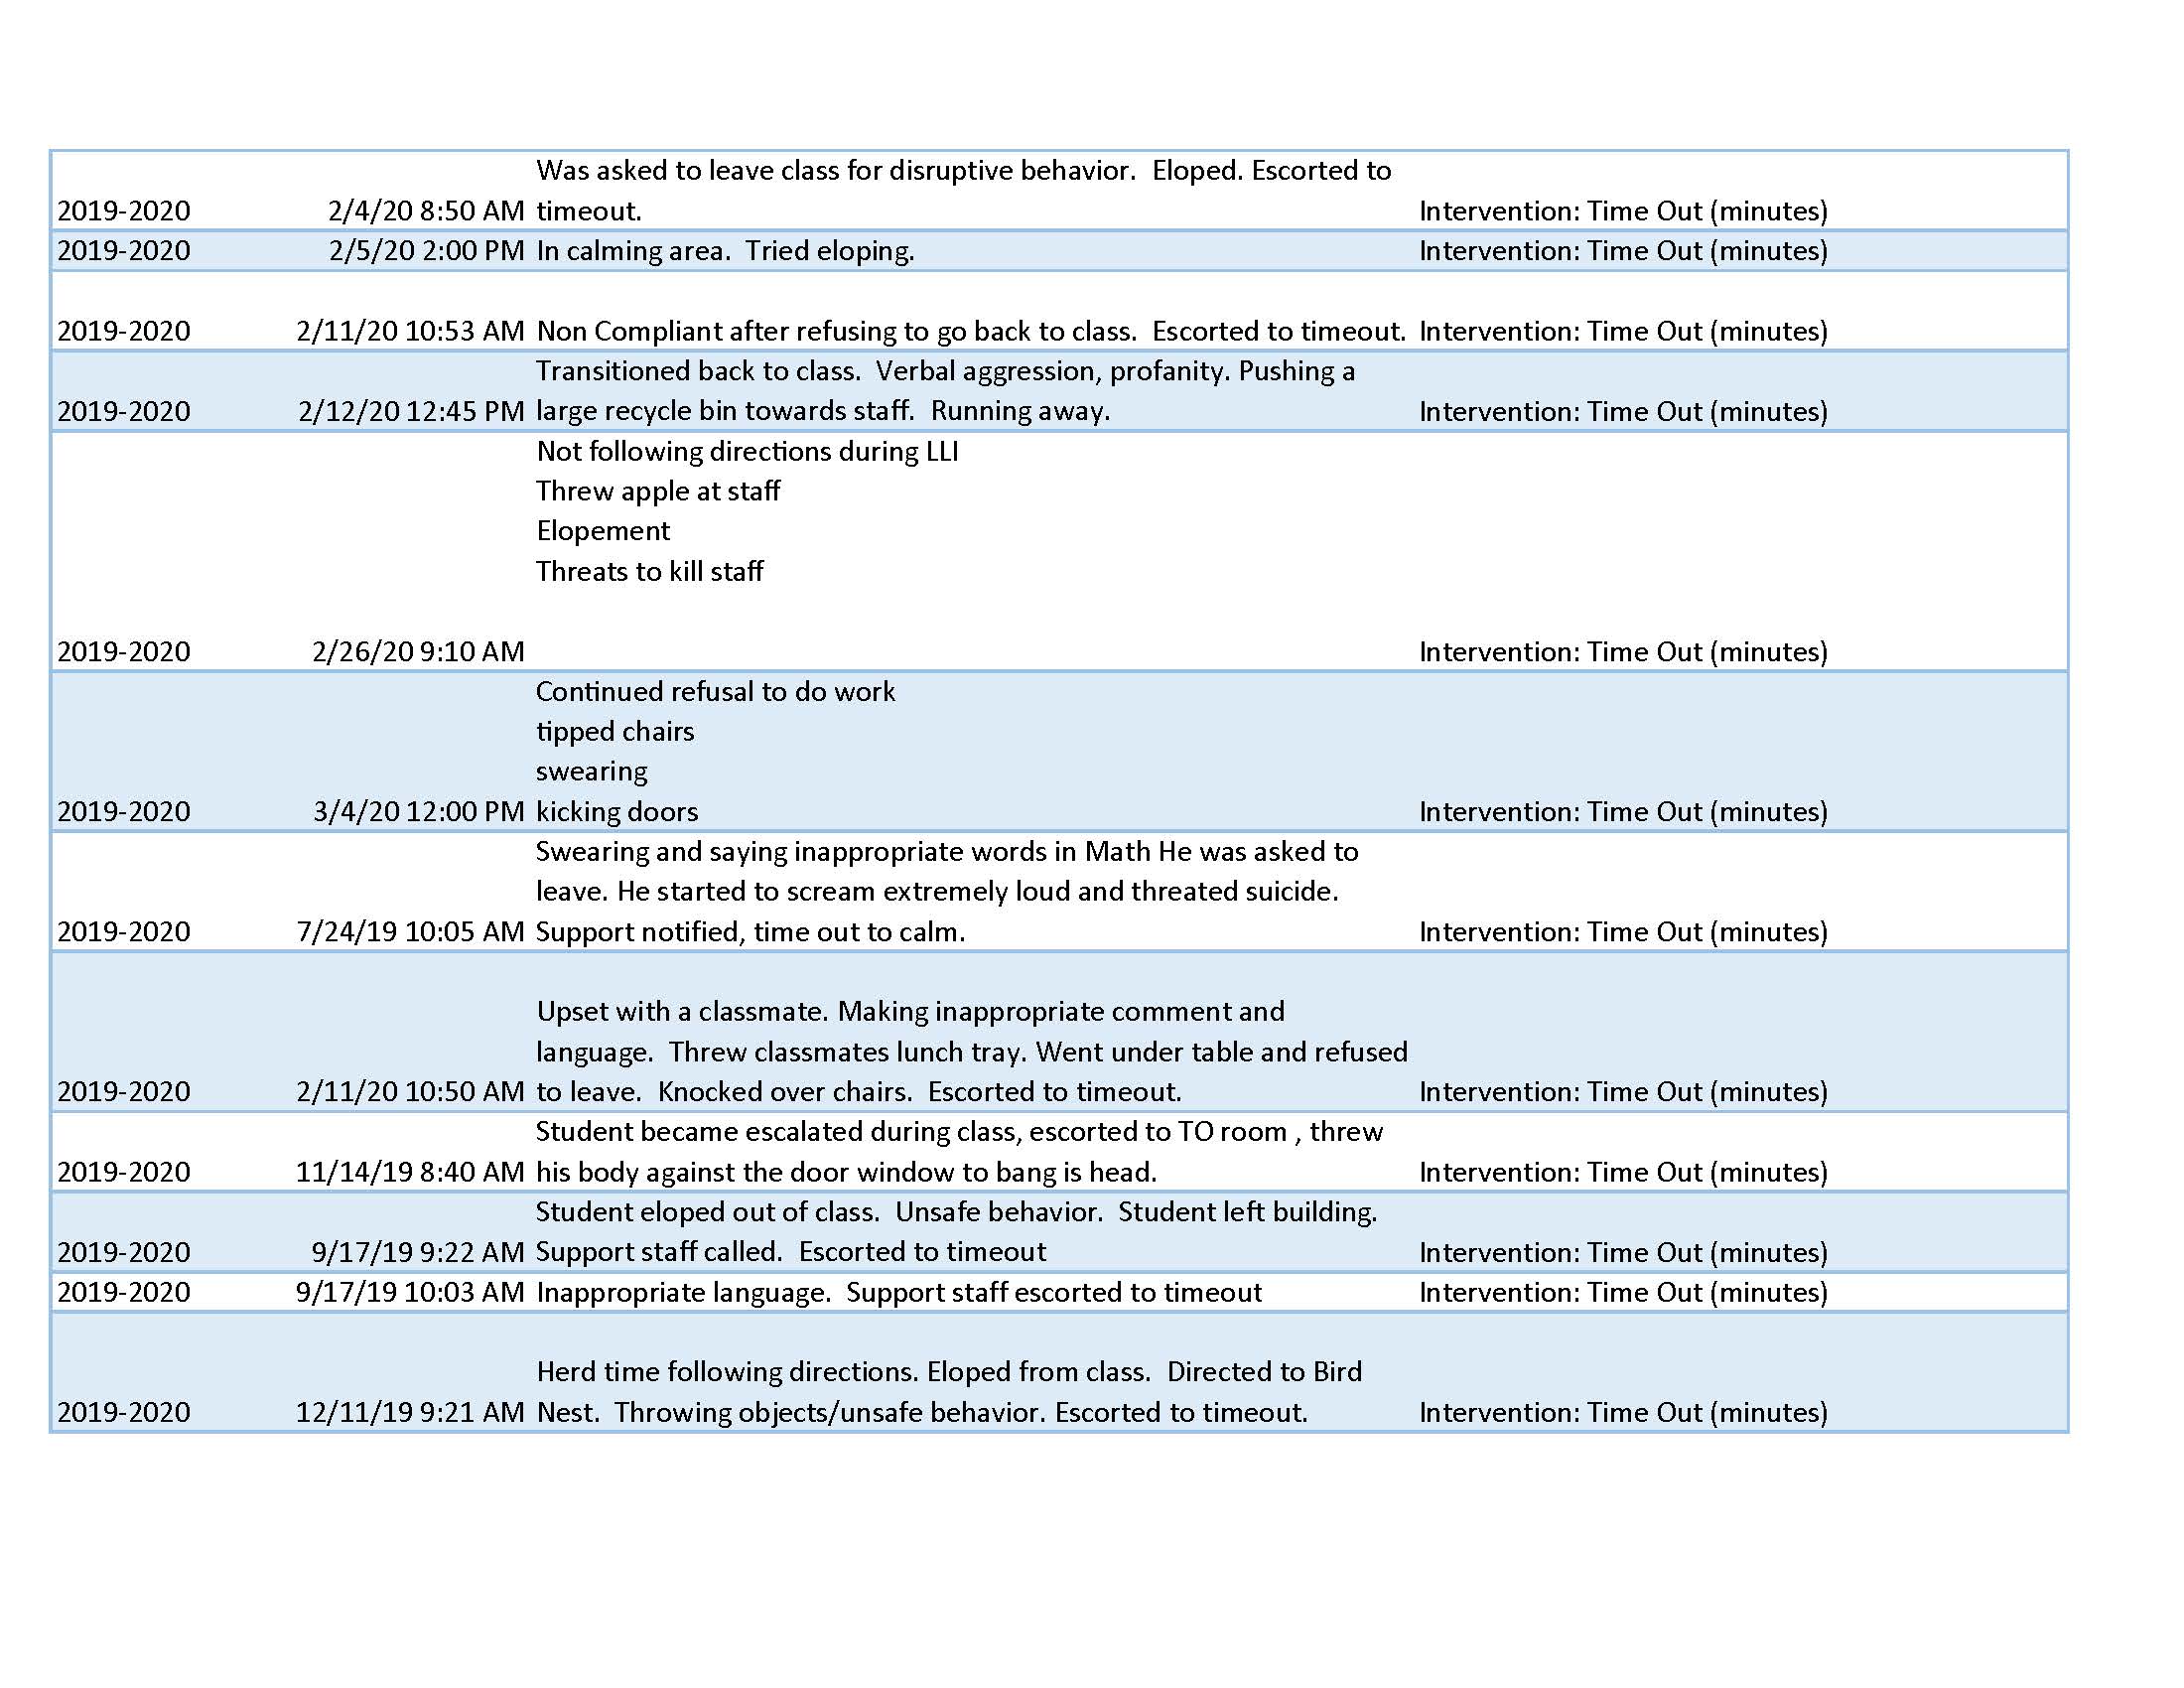 Was asked to leave class for disruptive behavior.  Eloped. Escorted to
2019-2020 2/4/20 8:50 AM timeout. Intervention: Time Out (minutes)
2019-2020 2/5/20 2:00 PM In calming area.  Tried eloping. Intervention: Time Out (minutes)
2019-2020 2/11/20 10:53 AM Non Compliant after refusing to go back to class.  Escorted to timeout. Intervention: Time Out (minutes)
Transitioned back to class.  Verbal aggression, profanity. Pushing a
2019-2020 2/12/20 12:45 PM large recycle bin towards staff.  Running away. Intervention: Time Out (minutes)
Not following directions during LLI
Threw apple at staff
Elopement
Threats to kill staff
2019-2020 2/26/20 9:10 AM Intervention: Time Out (minutes)
Continued refusal to do work
tipped chairs
swearing
2019-2020 3/4/20 12:00 PM kicking doors Intervention: Time Out (minutes)
Swearing and saying inappropriate words in Math He was asked to
leave. He started to scream extremely loud and threated suicide.
2019-2020 7/24/19 10:05 AM Support notified, time out to calm. Intervention: Time Out (minutes)
Upset with a classmate. Making inappropriate comment and
language.  Threw classmates lunch tray. Went under table and refused
2019-2020 2/11/20 10:50 AM to leave.  Knocked over chairs.  Escorted to timeout. Intervention: Time Out (minutes)
Student became escalated during class, escorted to TO room , threw
2019-2020 11/14/19 8:40 AM his body against the door window to bang is head. Intervention: Time Out (minutes)
Student eloped out of class.  Unsafe behavior.  Student left building.
2019-2020 9/17/19 9:22 AM Support staff called.  Escorted to timeout Intervention: Time Out (minutes)
2019-2020 9/17/19 10:03 AM Inappropriate language.  Support staff escorted to timeout Intervention: Time Out (minutes)
Herd time following directions. Eloped from class.  Directed to Bird
2019-2020 12/11/19 9:21 AM Nest.  Throwing objects/unsafe behavior. Escorted to timeout. Intervention: Time Out (minutes)